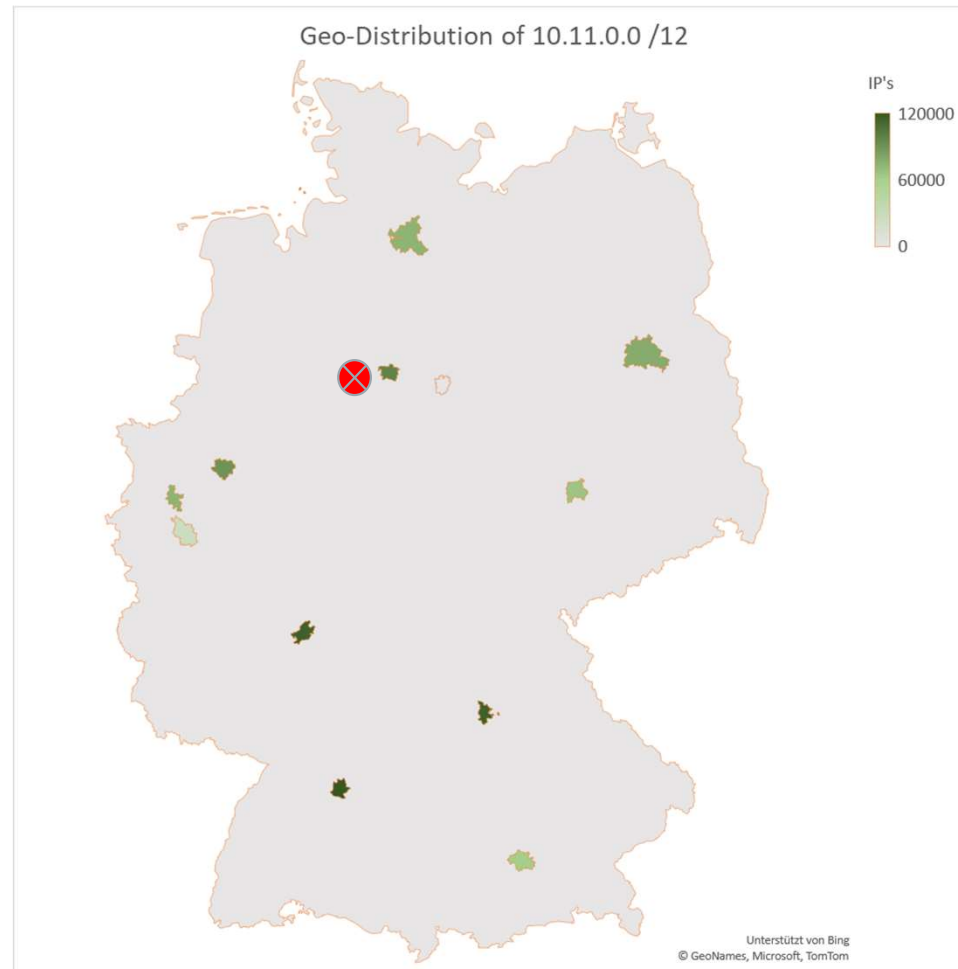 Geo-Distribution of 10.11.0.0 /12
IP's
120000
60000
0
Unterstützt von Bing
© GeoNames, Microsoft, TomTom